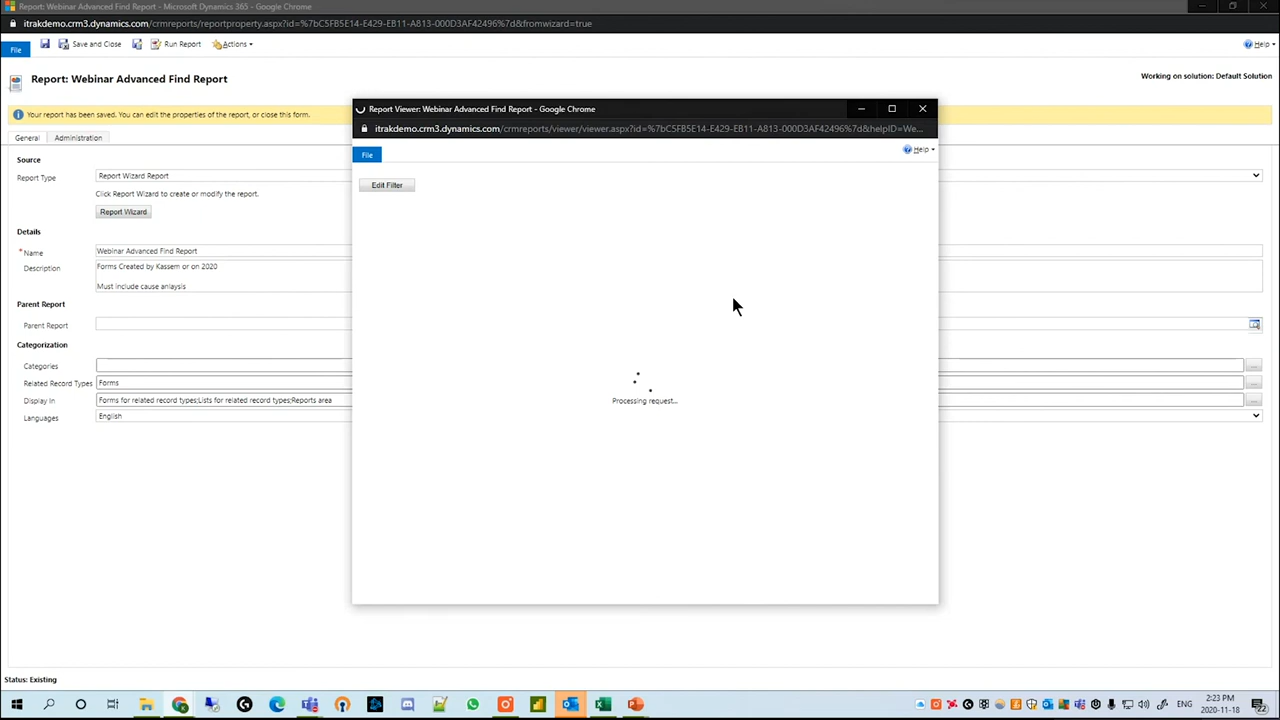 Report: Webinar Advanced Find Report - Microsoft Dynamics 365 - Google Chrome
itrakdemo.crm3.dynamics.com/crmreports/reportproperty.aspx?id=%7bC5FB5E14-E429-EB11-A813-000D3AF42496%7d&fromwizard=true
File Save and Close Run Report Actions Help
Report: Webinar Advanced Find Report
Working on solution: Default Solution
Your report has been saved. You can edit the properties of the report, or close this form.
General Administration
Source
Report Type Report Wizard Report
Click Report Wizard to create or modify the report.
Report Wizard
Details
* Name Webinar Advanced Find Report
Description Forms Created by Kassem or on 2020
Must include cause anlaysis
Parent Report
Parent Report
Categorization
Categories ...
Related Record Types Forms ...
Display In Forms for related record types;Lists for related record types;Reports area ...
Languages English
Report Viewer: Webinar Advanced Find Report - Google Chrome
itrakdemo.crm3.dynamics.com/crmreports/viewer/viewer.aspx?id=%7bC5FB5E14-E429-EB11-A813-000D3AF42496%7d&helpID=We...
File Help
Edit Filter
Processing request...
Status: Existing
ENG
2:23 PM
2020-11-18